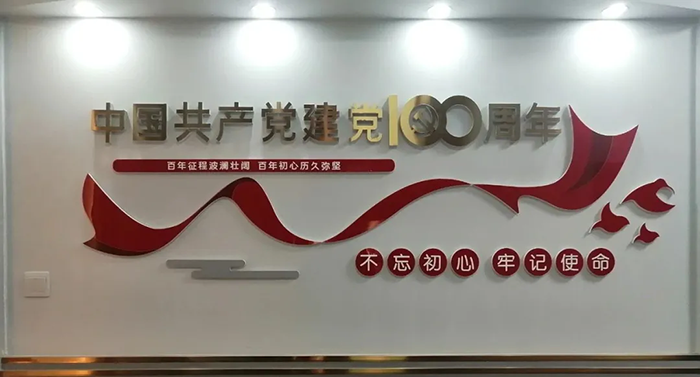 中国共产党建党100周年
百年征程波澜壮阔 百年初心历久弥坚
不忘初心 牢记使命